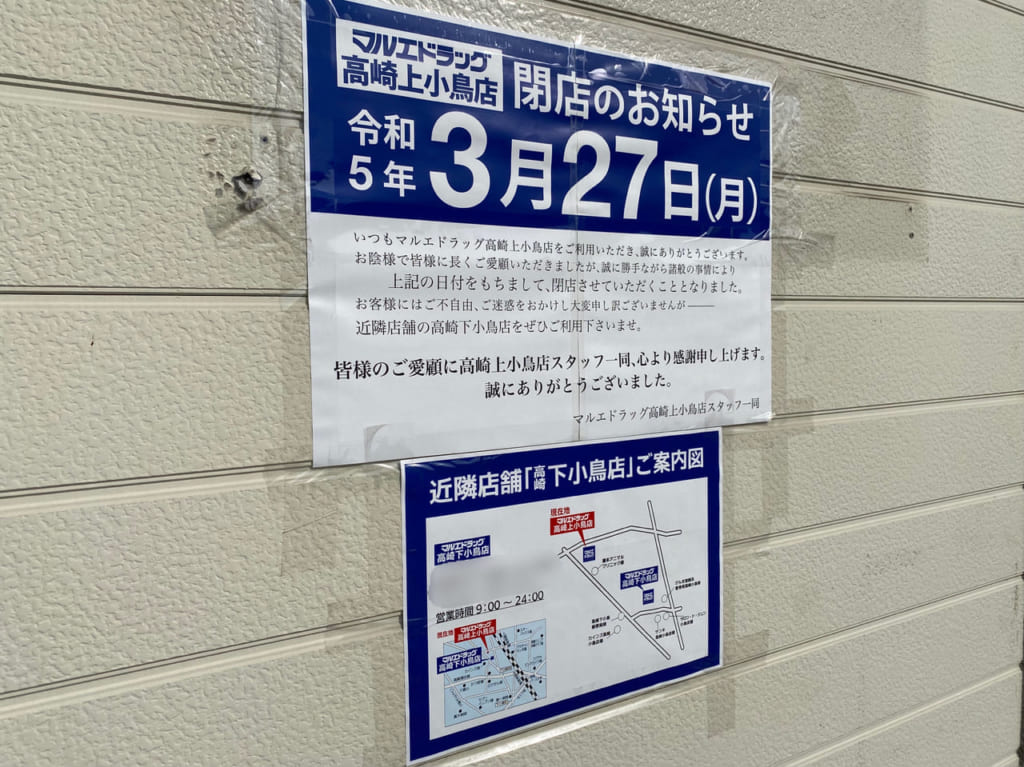 マルエドラッグ
高崎上小鳥店
閉店のお知らせ
令和
5年
3月27日(月)
いつもマルエドラッグ高崎上小鳥店をご利用いただき、誠にありがとうございます。
お陰様で皆様に長くご愛顧いただきましたが、誠に勝手ながら諸般の事情により
上記の日付をもちまして、閉店させていただくこととなりました。
お客様にはご不自由、ご迷惑をおかけし大変申し訳ございませんが――
近隣店舗の高崎下小鳥店をぜひご利用下さいませ。
皆様のご愛顧に高崎上小鳥店スタッフ一同、心より感謝申し上げます。
誠にありがとうございました。
マルエドラッグ高崎上小鳥店スタッフ一同
近隣店舗「高崎下小鳥店」ご案内図
マルエドラッグ
高崎下小鳥店
営業時間 9:00 ~ 24:00
現在地
マルエドラッグ
高崎上小鳥店
マルエドラッグ
高崎下小鳥店
現在地
マルエドラッグ
高崎上小鳥店
マルエドラッグ
高崎下小鳥店